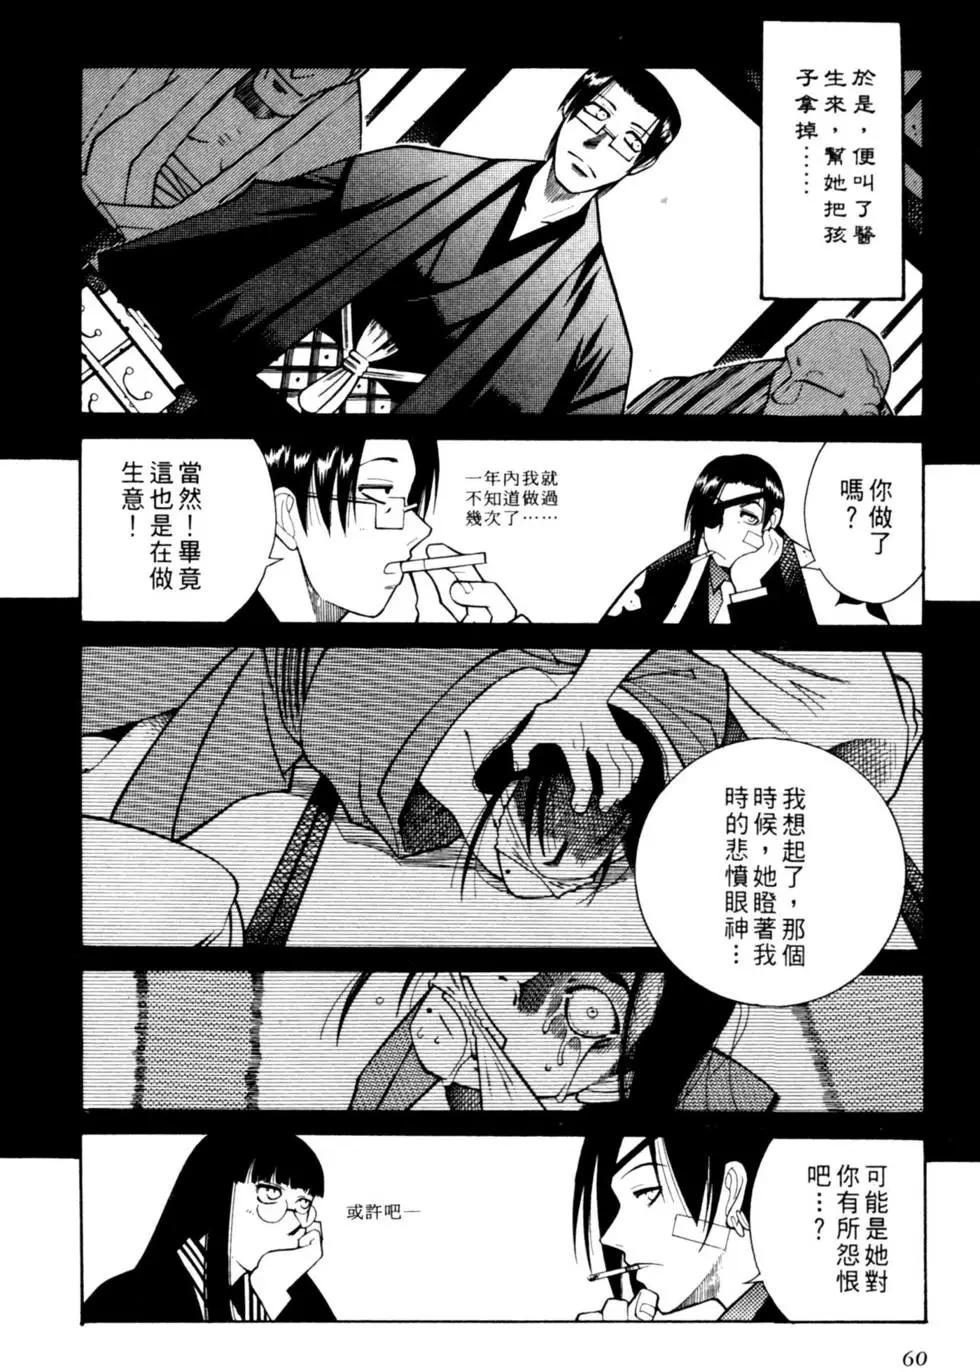 於是，便叫了醫
生來，幫她把孩
子拿掉……
你做了
嗎？
一年內我就
不知道做過
幾次了……
當然！畢竟
這也是在做
生意！
我想起了，那個
時候，她瞪著我
時的悲憤眼神…
可能是她對
你有所怨恨
吧…？
或許吧—
60